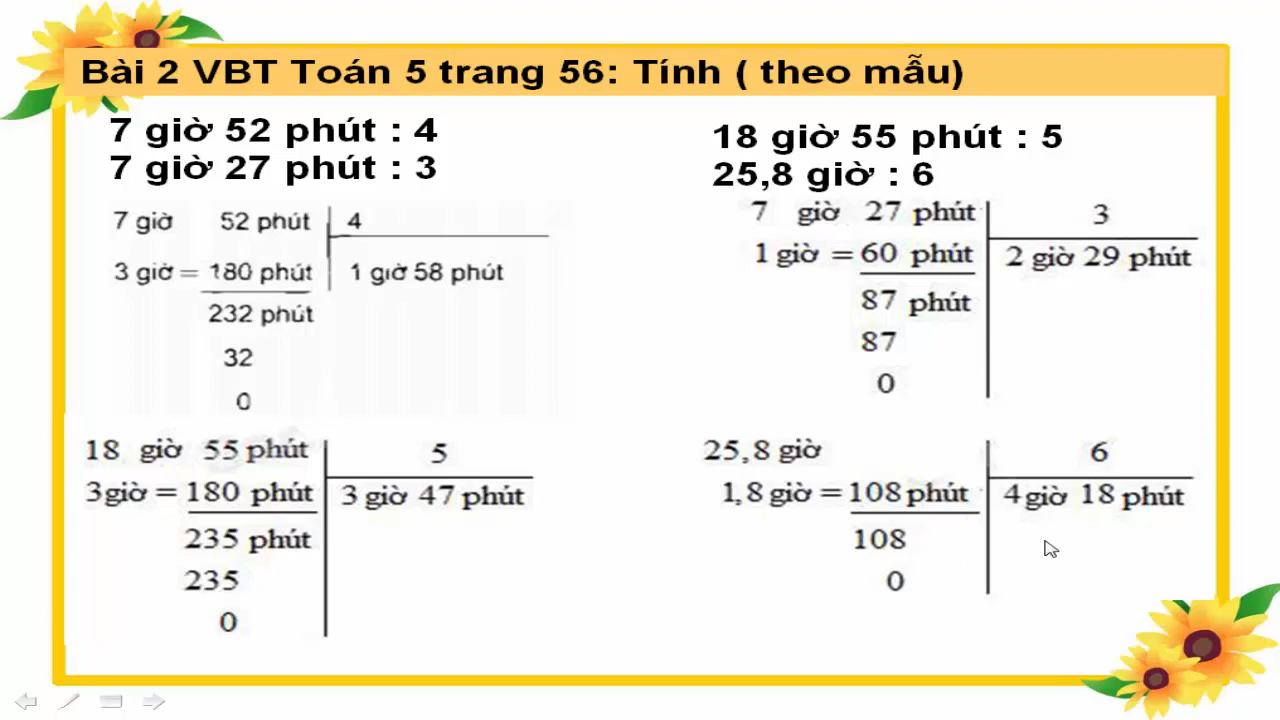 Bài 2 VBT Toán 5 trang 56: Tính ( theo mẫu)
7 giờ 52 phút : 4
7 giờ 27 phút : 3
18 giờ 55 phút : 5
25,8 giờ : 6
7 giờ 52 phút 4
3 giờ = 180 phút 1 giờ 58 phút
232 phút
32
0
7 giờ 27 phút 3
1 giờ = 60 phút 2 giờ 29 phút
87 phút
87
0
18 giờ 55 phút 5
3giờ = 180 phút 3 giờ 47 phút
235 phút
235
0
25,8 giờ 6
1,8 giờ = 108 phút 4 giờ 18 phút
108
0